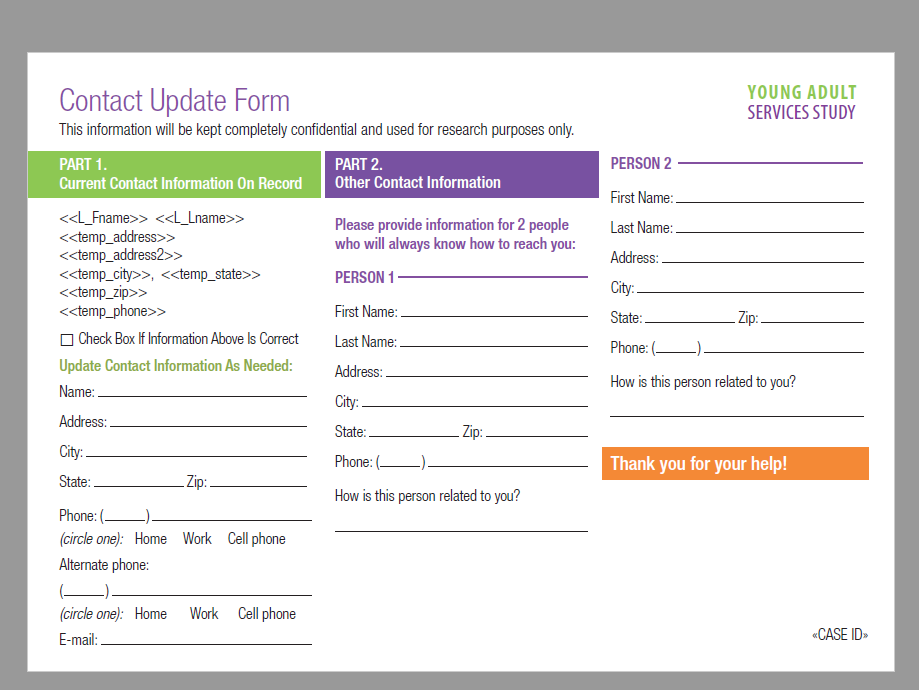 Contact Update Form
This information will be kept completely confidential and used for research purposes only.
YOUNG ADULT
SERVICES STUDY
PART 1.
Current Contact Information On Record
<<L_Fname>> <<L_Lname>>
<<temp_address>>
<<temp_address2>>
<<temp_city>>, <<temp_state>>
<<temp_zip>>
<<temp_phone>>
☐ Check Box If Information Above Is Correct
Update Contact Information As Needed:
Name:
Address:
City:
State: Zip:
Phone: ( )
(circle one): Home Work Cell phone
Alternate phone:
( )
(circle one): Home Work Cell phone
E-mail:
PART 2.
Other Contact Information
Please provide information for 2 people
who will always know how to reach you:
PERSON 1
First Name:
Last Name:
Address:
City:
State: Zip:
Phone: ( )
How is this person related to you?
PERSON 2
First Name:
Last Name:
Address:
City:
State: Zip:
Phone: ( )
How is this person related to you?
Thank you for your help!
«CASE ID»